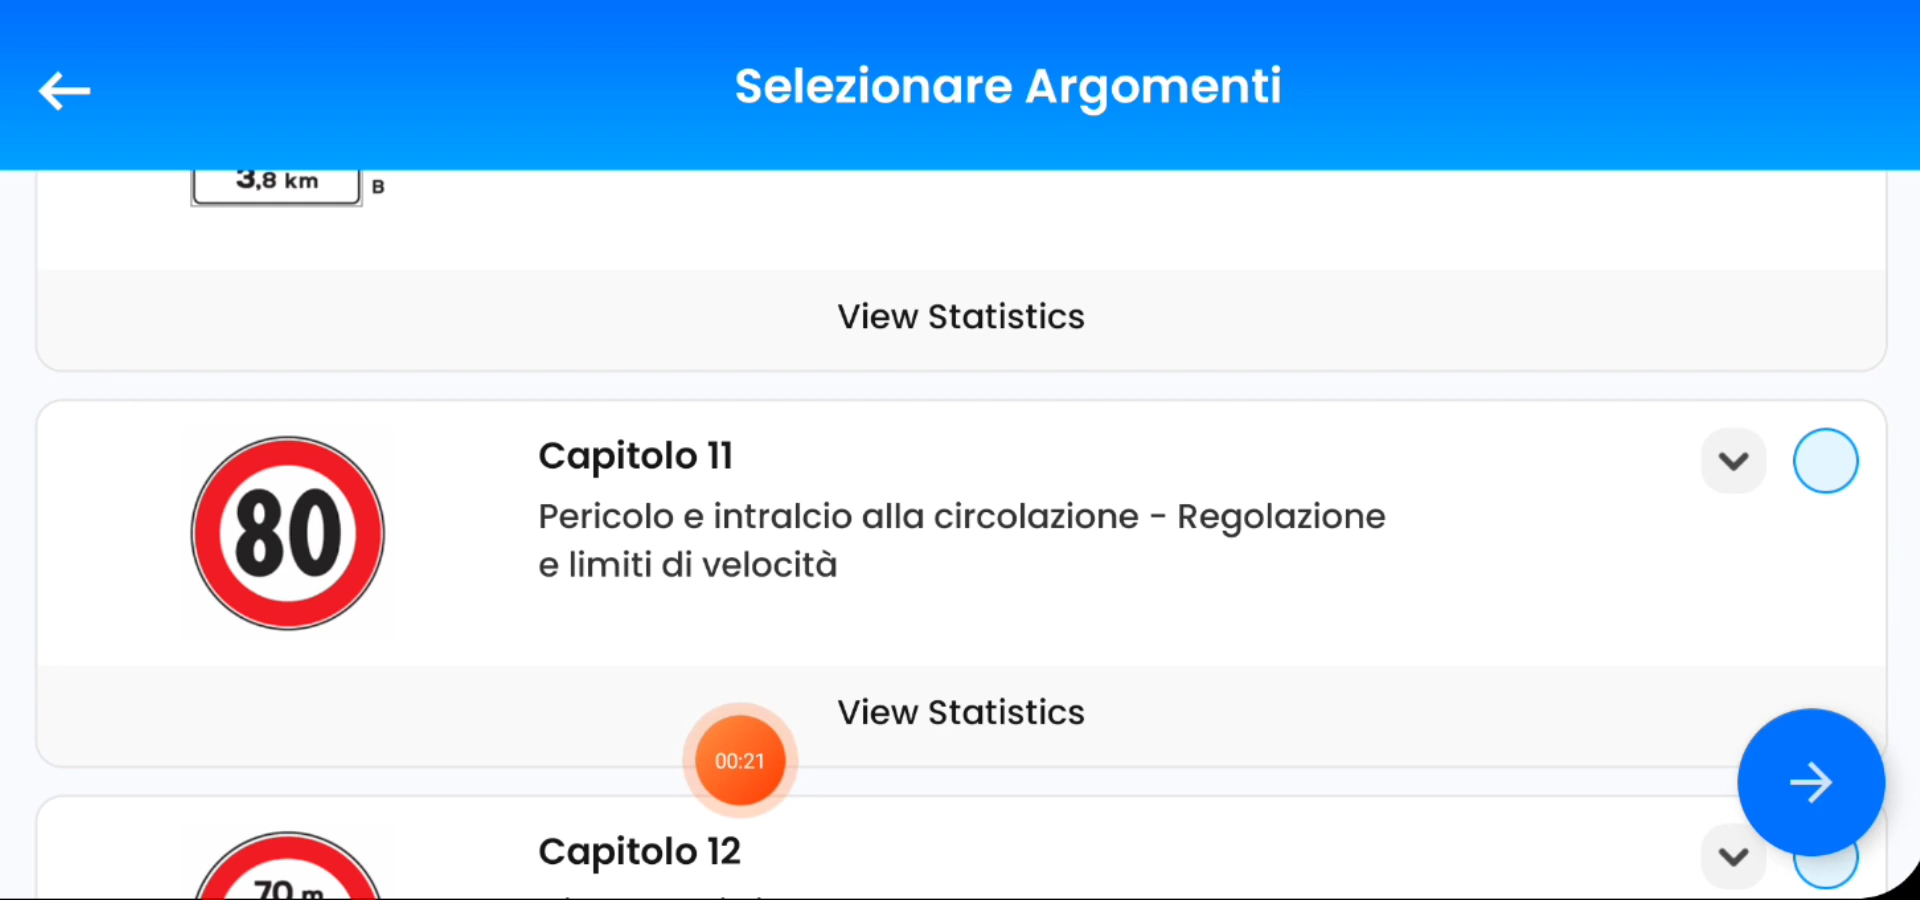 Selezionare Argomenti
3,8 km
B
View Statistics
80
Capitolo 11
Pericolo e intralcio alla circolazione - Regolazione
e limiti di velocità
View Statistics
00:21
Capitolo 12
70 m